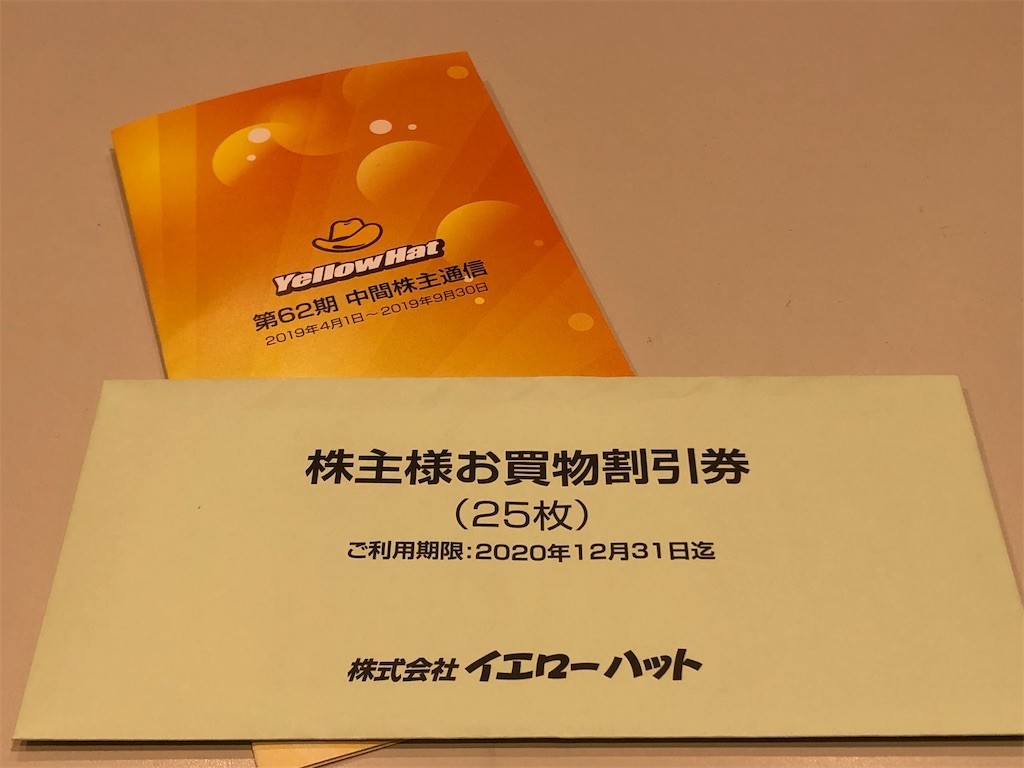 Yellow Hat
第62期 中間株主通信
2019年4月1日～2019年9月30日
株主様お買物割引券
（25枚）
ご利用期限：2020年12月31日迄
株式会社 イエローハット